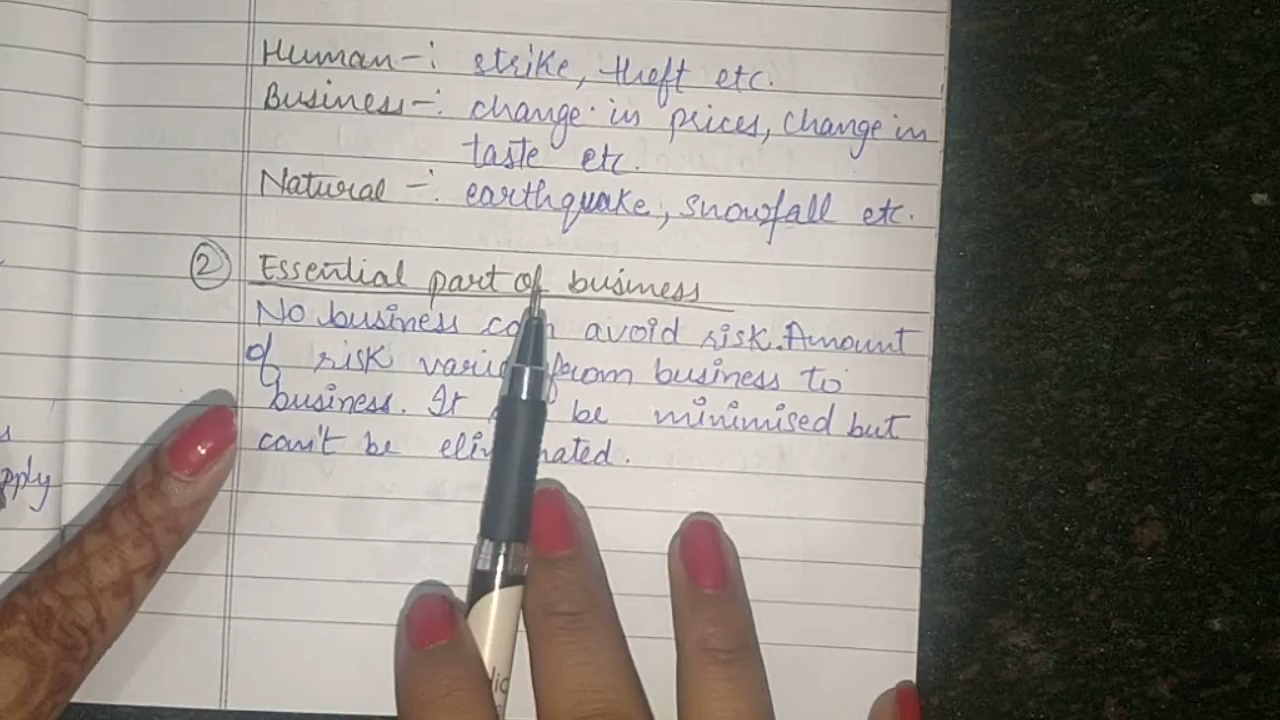 Human -: strike, theft etc.
Business -: change in prices, change in
taste etc.
Natural -: earthquake, snowfall etc.
② Essential part of business
No business can avoid risk. Amount
of risk varies from business to
business. It be minimised but
can't be eliminated.
s
pply